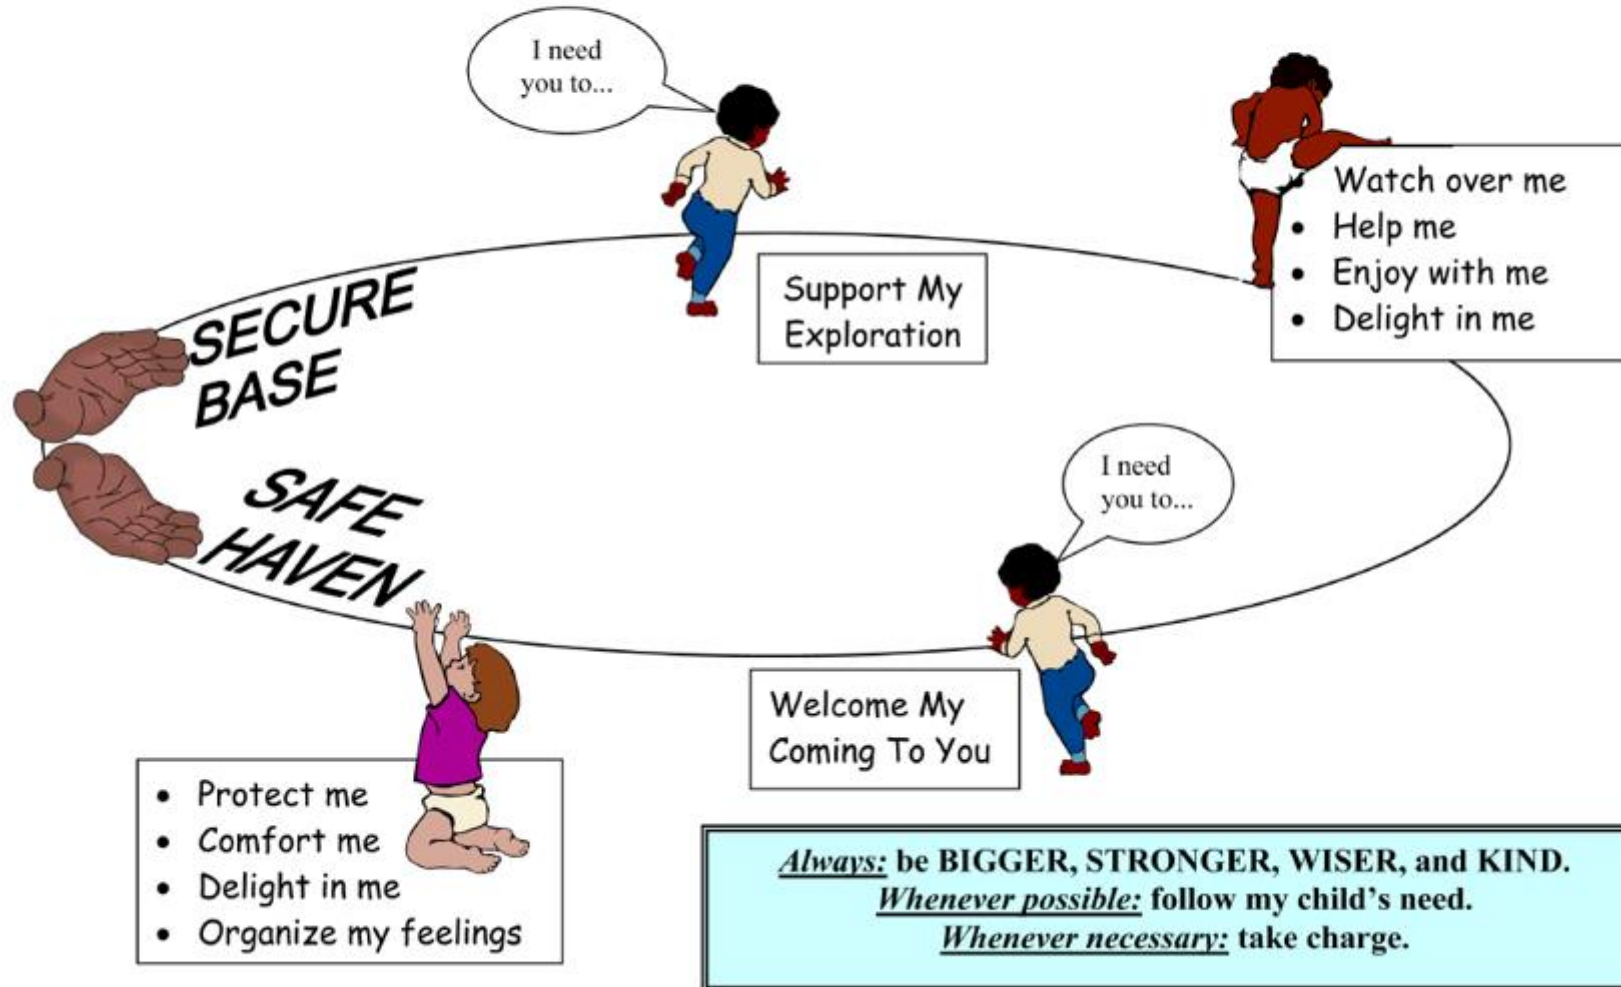 I need
you to...
• Watch over me
• Help me
• Enjoy with me
• Delight in me
Support My
Exploration
SECURE
BASE
SAFE
HAVEN
I need
you to...
Welcome My
Coming To You
• Protect me
• Comfort me
• Delight in me
• Organize my feelings
Always: be BIGGER, STRONGER, WISER, and KIND.
Whenever possible: follow my child's need.
Whenever necessary: take charge.